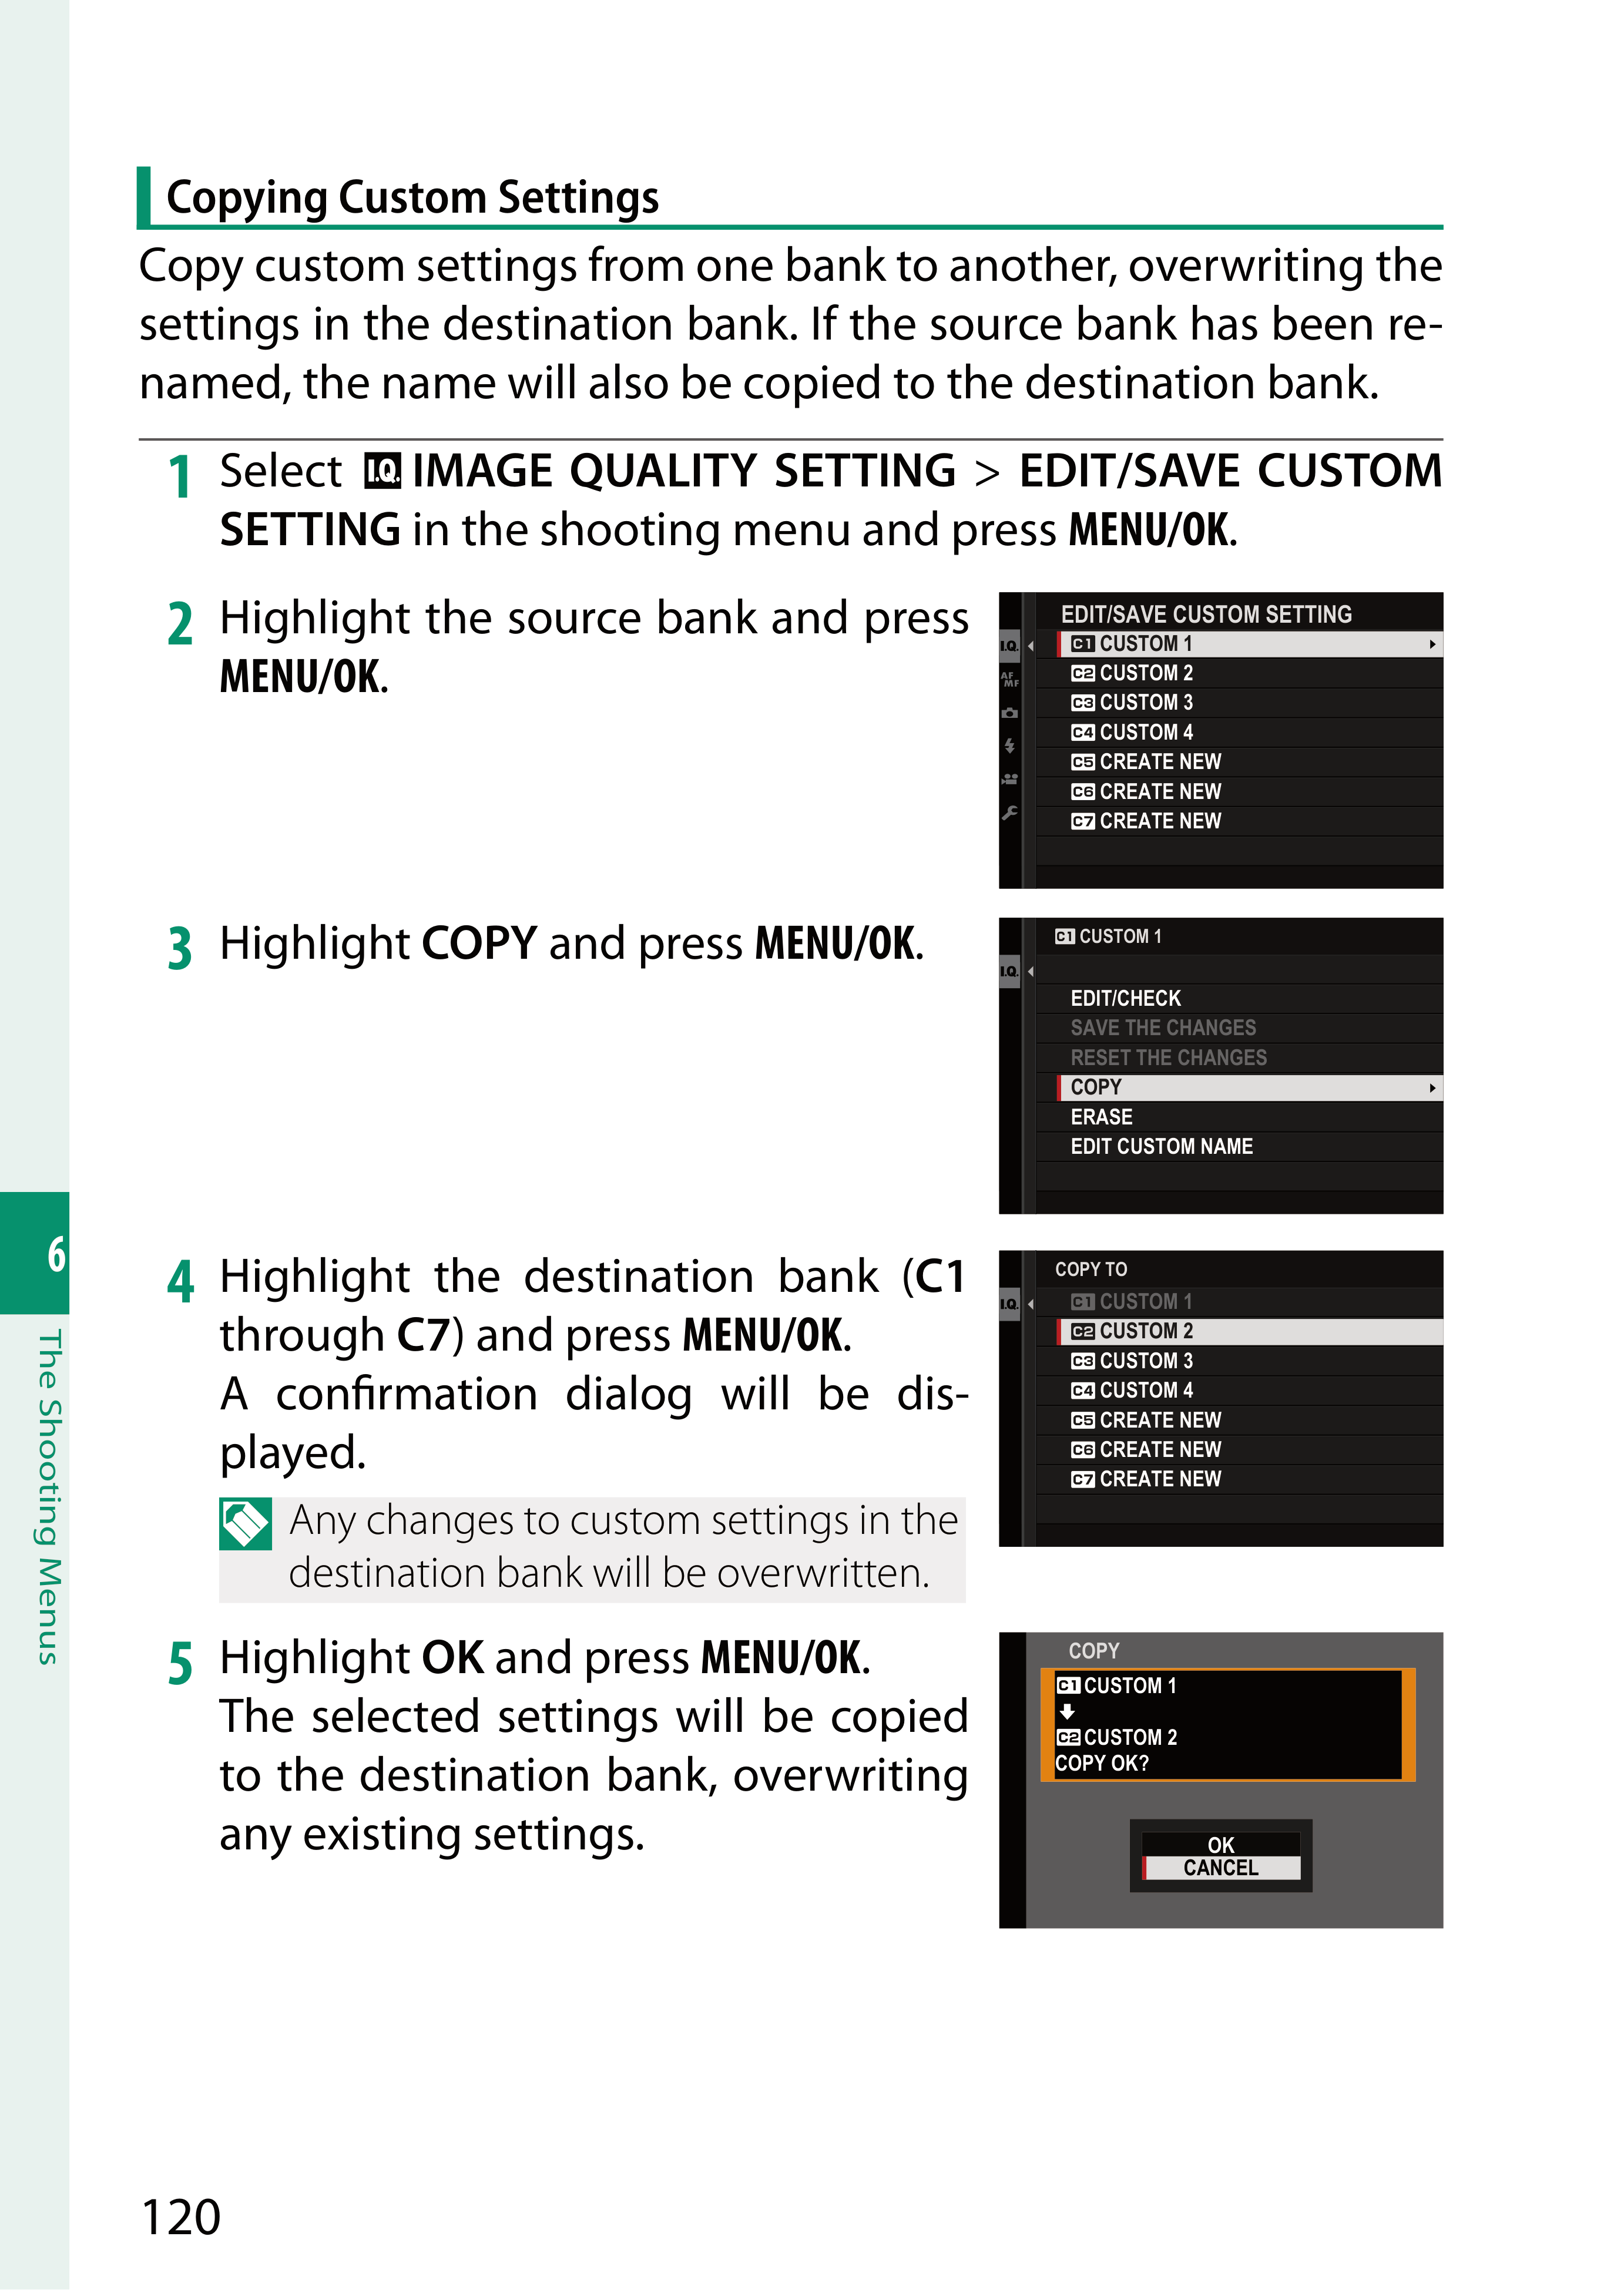 Copying Custom Settings
Copy custom settings from one bank to another, overwriting the
settings in the destination bank. If the source bank has been re-
named, the name will also be copied to the destination bank.
1 Select I.Q. IMAGE QUALITY SETTING > EDIT/SAVE CUSTOM
SETTING in the shooting menu and press MENU/OK.
2 Highlight the source bank and press
MENU/OK.
EDIT/SAVE CUSTOM SETTING
I.Q. C1 CUSTOM 1
AF MF C2 CUSTOM 2
C3 CUSTOM 3
C4 CUSTOM 4
C5 CREATE NEW
C6 CREATE NEW
C7 CREATE NEW
3 Highlight COPY and press MENU/OK.
C1 CUSTOM 1
I.Q.
EDIT/CHECK
SAVE THE CHANGES
RESET THE CHANGES
COPY
ERASE
EDIT CUSTOM NAME
4 Highlight the destination bank (C1
through C7) and press MENU/OK.
A confirmation dialog will be dis-
played.
Any changes to custom settings in the
destination bank will be overwritten.
COPY TO
I.Q. C1 CUSTOM 1
C2 CUSTOM 2
C3 CUSTOM 3
C4 CUSTOM 4
C5 CREATE NEW
C6 CREATE NEW
C7 CREATE NEW
5 Highlight OK and press MENU/OK.
The selected settings will be copied
to the destination bank, overwriting
any existing settings.
COPY
C1 CUSTOM 1
C2 CUSTOM 2
COPY OK?
OK
CANCEL
6
The Shooting Menus
120